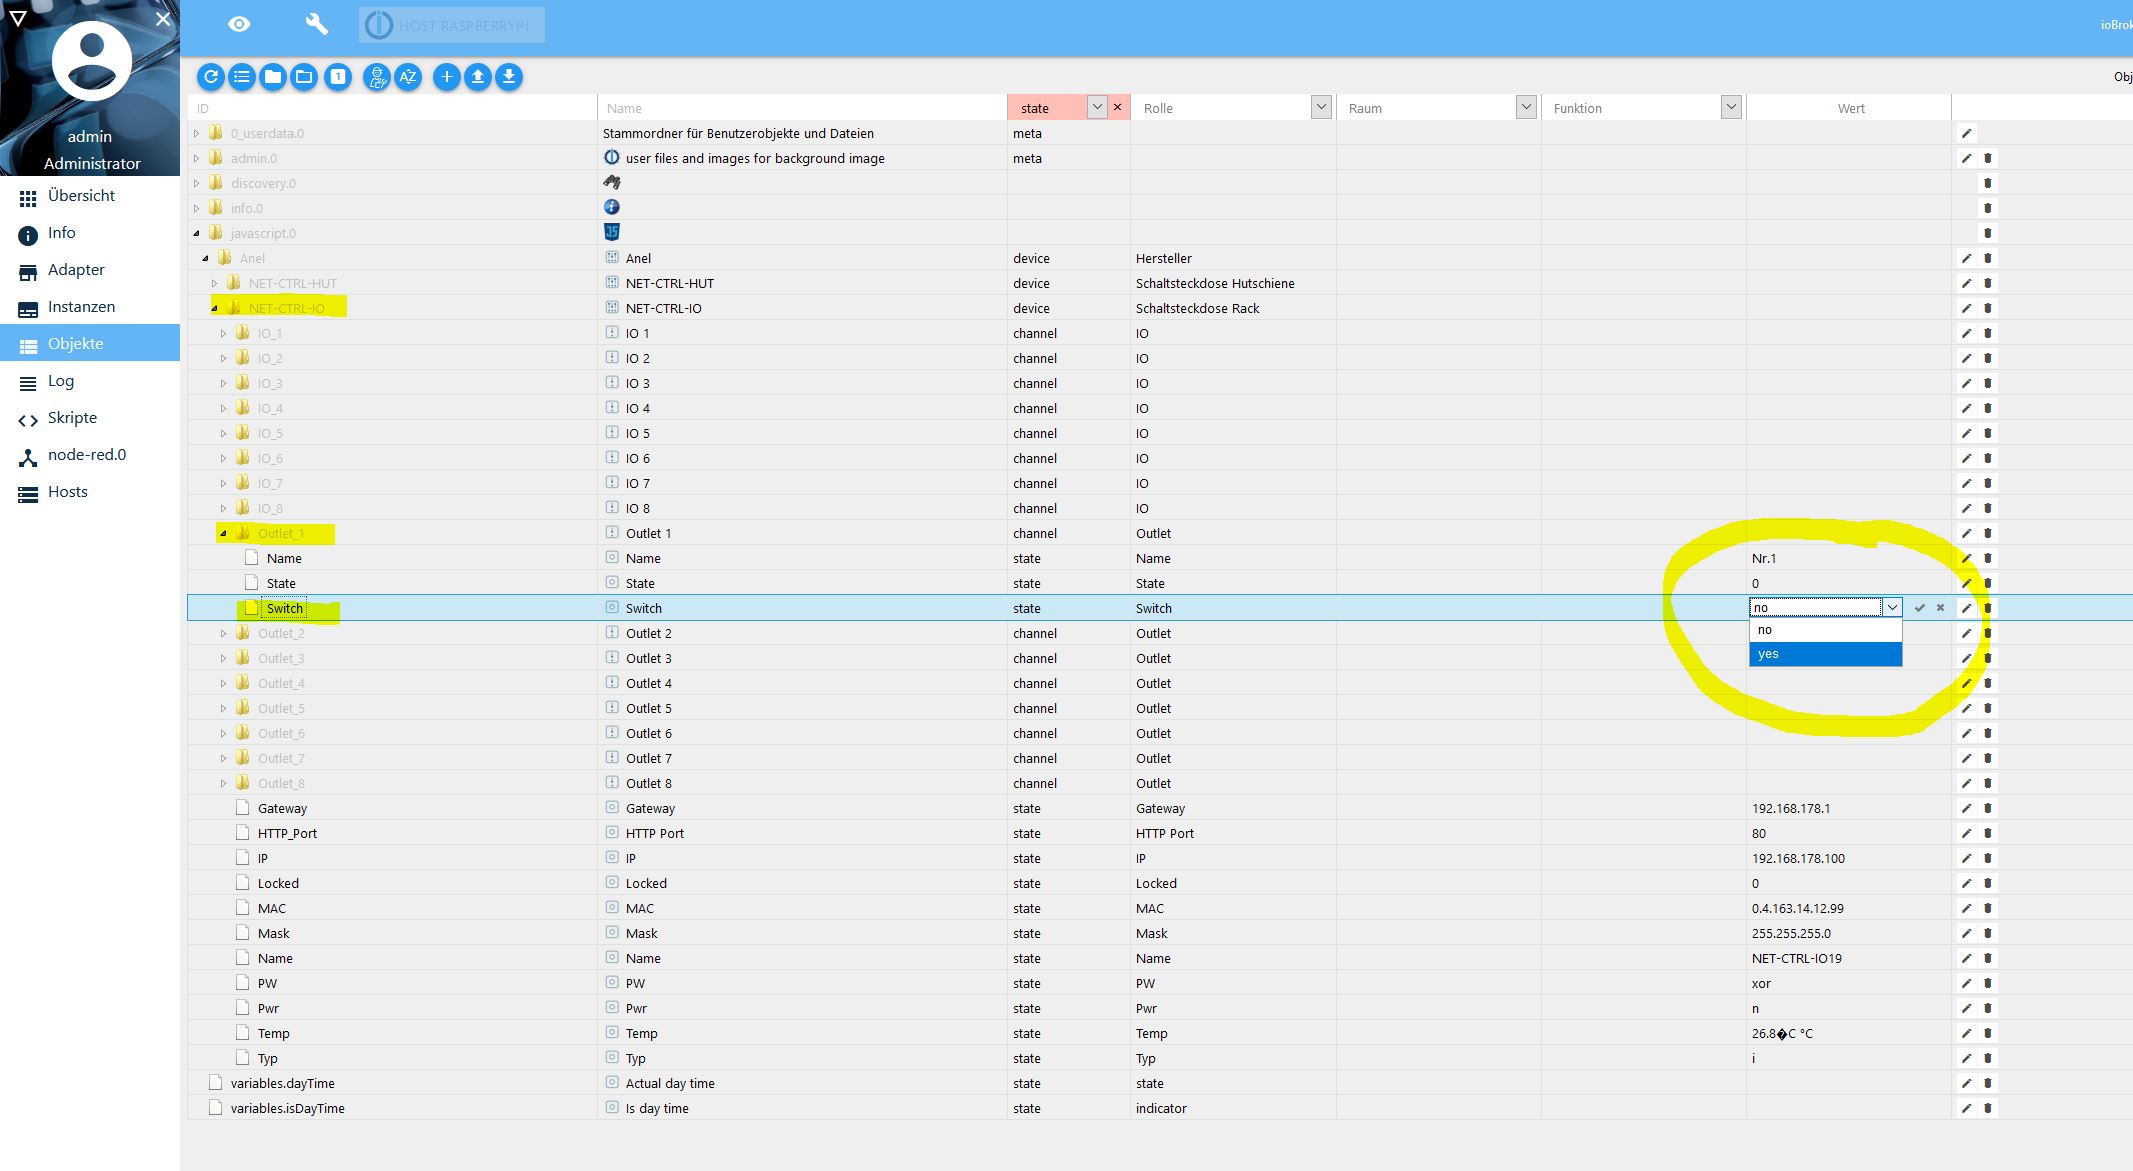 HOST RASPBERRYPI
ioBrok
admin
Administrator
Übersicht
Info
Adapter
Instanzen
Objekte
Log
Skripte
node-red.0
Hosts
Obj
ID Name state Rolle Raum Funktion Wert
0_userdata.0 Stammordner für Benutzerobjekte und Dateien meta
admin.0 user files and images for background image meta
discovery.0
info.0
javascript.0
Anel Anel device Hersteller
NET-CTRL-HUT NET-CTRL-HUT device Schaltsteckdose Hutschiene
NET-CTRL-IO NET-CTRL-IO device Schaltsteckdose Rack
IO_1 IO 1 channel IO
IO_2 IO 2 channel IO
IO_3 IO 3 channel IO
IO_4 IO 4 channel IO
IO_5 IO 5 channel IO
IO_6 IO 6 channel IO
IO_7 IO 7 channel IO
IO_8 IO 8 channel IO
Outlet_1 Outlet 1 channel Outlet
Name Name state Name Nr.1
State State state State 0
Switch Switch state Switch no
no
Outlet_2 Outlet 2 channel Outlet
yes
Outlet_3 Outlet 3 channel Outlet
Outlet_4 Outlet 4 channel Outlet
Outlet_5 Outlet 5 channel Outlet
Outlet_6 Outlet 6 channel Outlet
Outlet_7 Outlet 7 channel Outlet
Outlet_8 Outlet 8 channel Outlet
Gateway Gateway state Gateway 192.168.178.1
HTTP_Port HTTP Port state HTTP Port 80
IP IP state IP 192.168.178.100
Locked Locked state Locked 0
MAC MAC state MAC 0.4.163.14.12.99
Mask Mask state Mask 255.255.255.0
Name Name state Name NET-CTRL-IO19
PW PW state PW xor
Pwr Pwr state Pwr n
Temp Temp state Temp 26.8�C °C
Typ Typ state Typ i
variables.dayTime Actual day time state state
variables.isDayTime Is day time state indicator